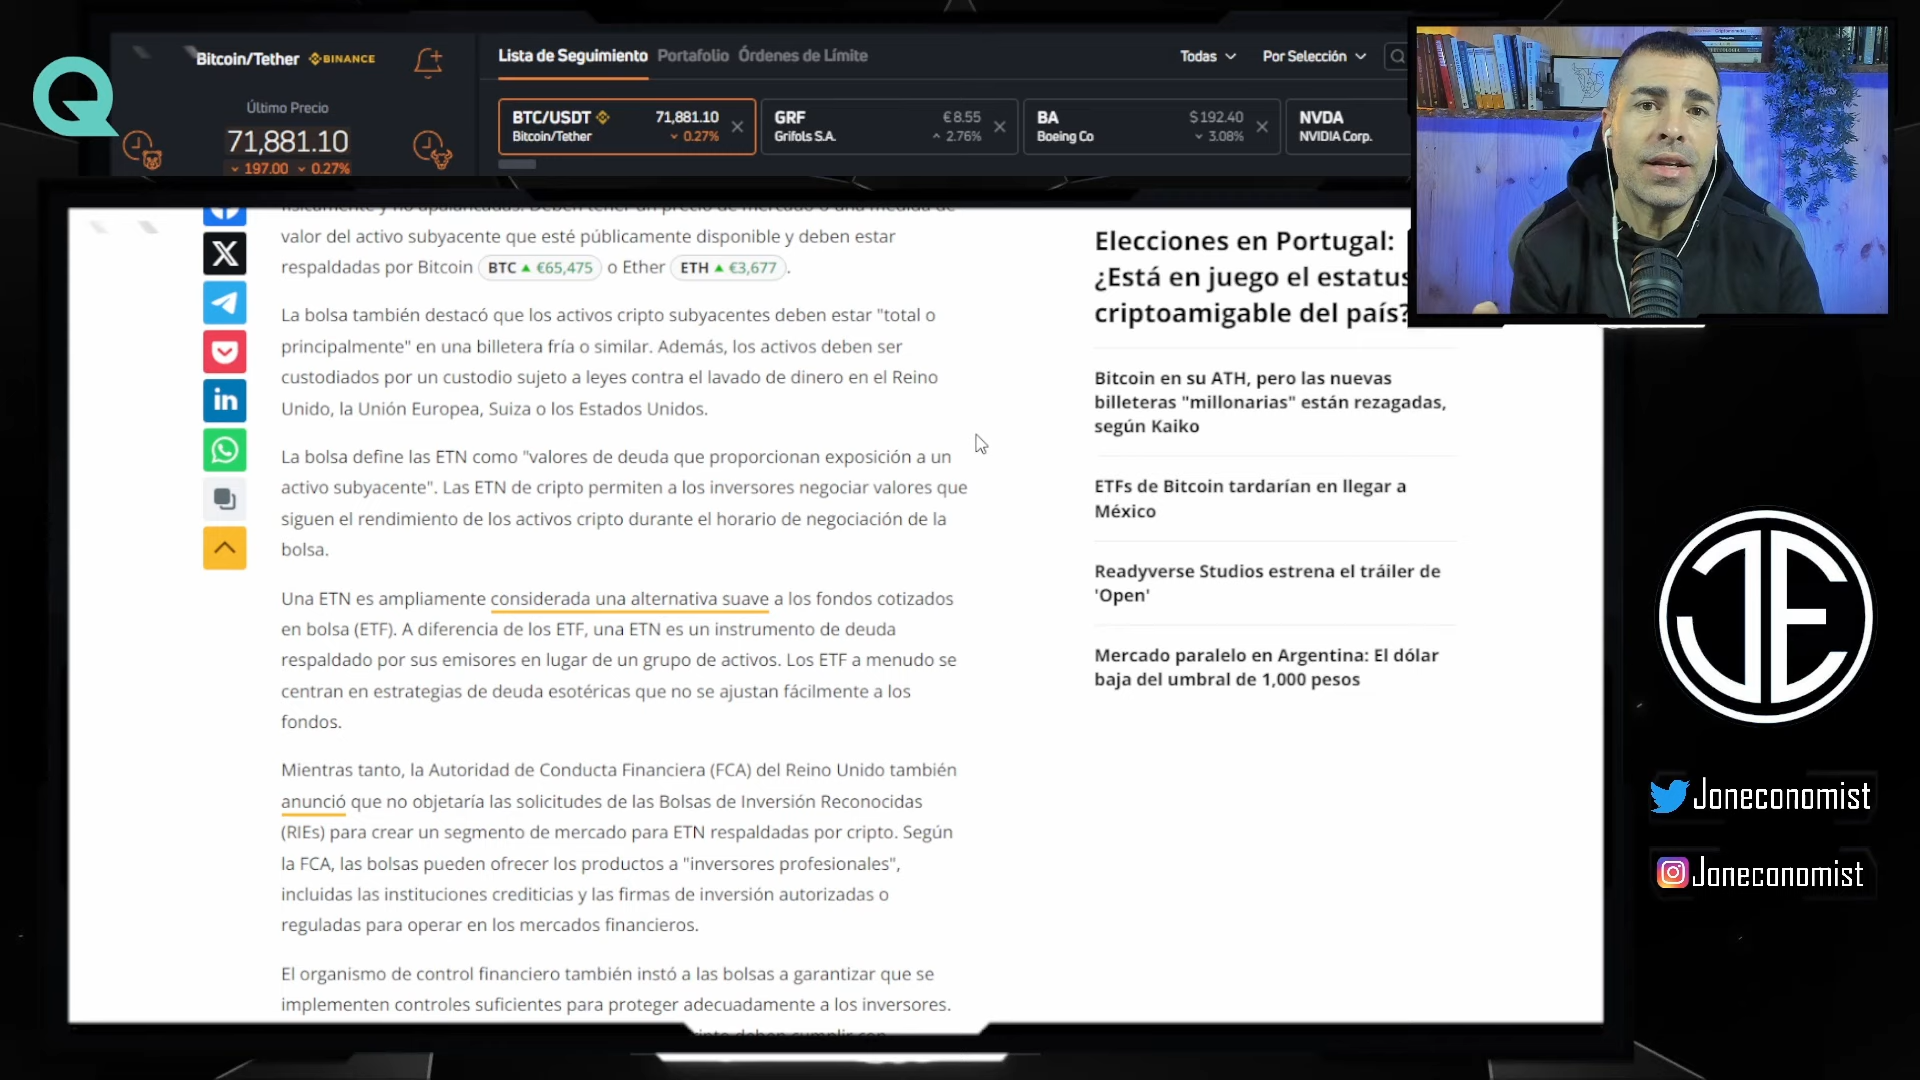 Bitcoin/Tether BINANCE
Último Precio
71,881.10
197.00 0.27%
Lista de Seguimiento Portafolio Órdenes de Límite
Todas Por Selección
BTC/USDT 71,881.10
Bitcoin/Tether 0.27%
GRF €8.55
Grifols S.A. 2.76%
BA $192.40
Boeing Co 3.08%
NVDA
NVIDIA Corp.
físicamente y no apalancadas. Deben tener un precio de mercado o una medida de
valor del activo subyacente que esté públicamente disponible y deben estar
respaldadas por Bitcoin BTC €65,475 o Ether ETH €3,677.
La bolsa también destacó que los activos cripto subyacentes deben estar "total o
principalmente" en una billetera fría o similar. Además, los activos deben ser
custodiados por un custodio sujeto a leyes contra el lavado de dinero en el Reino
Unido, la Unión Europea, Suiza o los Estados Unidos.
La bolsa define las ETN como "valores de deuda que proporcionan exposición a un
activo subyacente". Las ETN de cripto permiten a los inversores negociar valores que
siguen el rendimiento de los activos cripto durante el horario de negociación de la
bolsa.
Una ETN es ampliamente considerada una alternativa suave a los fondos cotizados
en bolsa (ETF). A diferencia de los ETF, una ETN es un instrumento de deuda
respaldado por sus emisores en lugar de un grupo de activos. Los ETF a menudo se
centran en estrategias de deuda esotéricas que no se ajustan fácilmente a los
fondos.
Mientras tanto, la Autoridad de Conducta Financiera (FCA) del Reino Unido también
anunció que no objetaría las solicitudes de las Bolsas de Inversión Reconocidas
(RIEs) para crear un segmento de mercado para ETN respaldadas por cripto. Según
la FCA, las bolsas pueden ofrecer los productos a "inversores profesionales",
incluidas las instituciones crediticias y las firmas de inversión autorizadas o
reguladas para operar en los mercados financieros.
El organismo de control financiero también instó a las bolsas a garantizar que se
implementen controles suficientes para proteger adecuadamente a los inversores.
Elecciones en Portugal:
¿Está en juego el estatus
criptoamigable del país?
Bitcoin en su ATH, pero las nuevas
billeteras "millonarias" están rezagadas,
según Kaiko
ETFs de Bitcoin tardarían en llegar a
México
Readyverse Studios estrena el tráiler de
'Open'
Mercado paralelo en Argentina: El dólar
baja del umbral de 1,000 pesos
JE
Joneconomist
Joneconomist